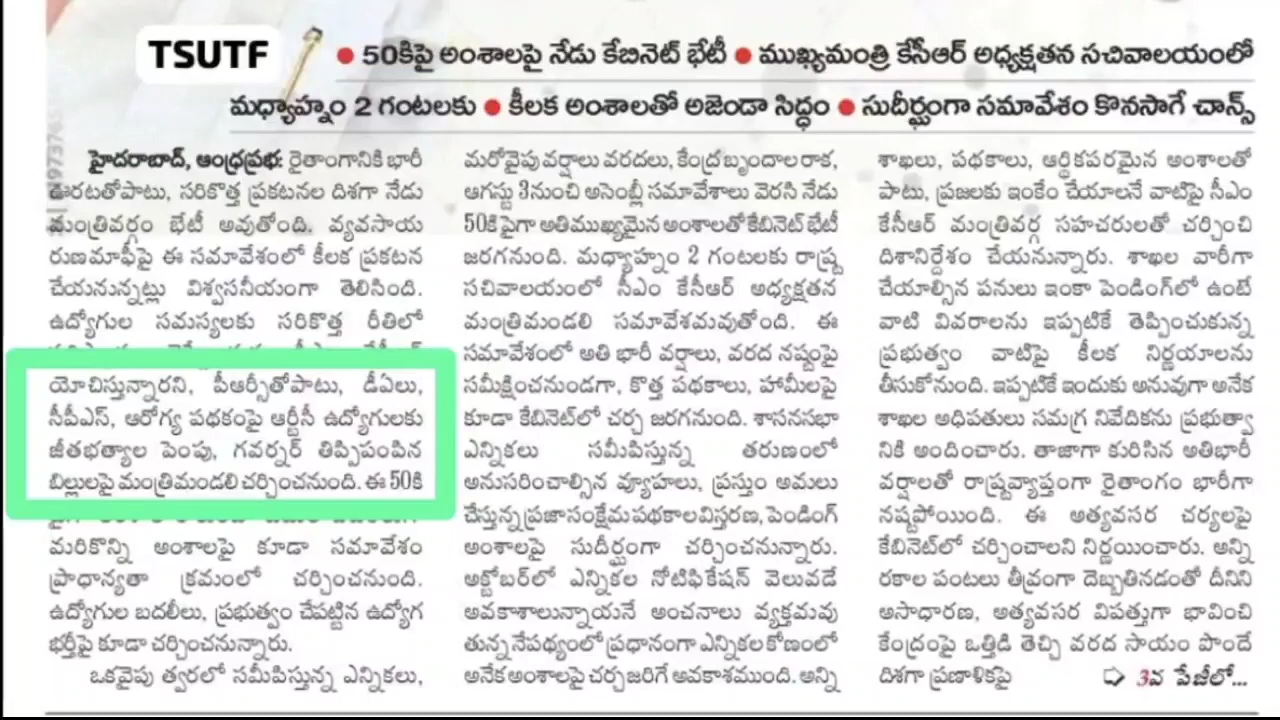 TSUTF
● 50కిపై అంశాలపై నేడు కేబినెట్ భేటీ ● ముఖ్యమంత్రి కేసీఆర్ అధ్యక్షతన సచివాలయంలో
మధ్యాహ్నం 2 గంటలకు ● కీలక అంశాలతో అజెండా సిద్ధం ● సుదీర్ఘంగా సమావేశం కొనసాగే చాన్స్
హైదరాబాద్, ఆంధ్రప్రభ: రైతాంగానికి భారీ
ఊరటతోపాటు, సరికొత్త ప్రకటనల దిశగా నేడు
మంత్రివర్గం భేటీ అవుతోంది. వ్యవసాయ
రుణమాఫీపై ఈ సమావేశంలో కీలక ప్రకటన
చేయనున్నట్లు విశ్వసనీయంగా తెలిసింది.
ఉద్యోగుల సమస్యలకు సరికొత్త రీతిలో
యోచిస్తున్నారని, పీఆర్సీతోపాటు, డీఏలు,
సీపీఎస్, ఆరోగ్య పథకంపై ఆర్టీసీ ఉద్యోగులకు
జీతభత్యాల పెంపు, గవర్నర్ తిప్పిపంపిన
బిల్లులపై మంత్రిమండలి చర్చించనుంది. ఈ 50కి
మరికొన్ని అంశాలపై కూడా సమావేశం
ప్రాధాన్యతా క్రమంలో చర్చించనుంది.
ఉద్యోగుల బదలీలు, ప్రభుత్వం చేపట్టిన ఉద్యోగ
భర్తీపై కూడా చర్చించనున్నారు.
ఒకవైపు త్వరలో సమీపిస్తున్న ఎన్నికలు,
మరోవైపు వర్షాలు వరదలు, కేంద్ర బృందాల రాక,
ఆగస్టు 3నుంచి అసెంబ్లీ సమావేశాలు వెరసి నేడు
50కి పైగా అతిముఖ్యమైన అంశాలతో కేబినెట్ భేటీ
జరగనుంది. మధ్యాహ్నం 2 గంటలకు రాష్ట్ర
సచివాలయంలో సీఎం కేసీఆర్ అధ్యక్షతన
మంత్రిమండలి సమావేశమవుతోంది. ఈ
సమావేశంలో అతి భారీ వర్షాలు, వరద నష్టంపై
సమీక్షించనుండగా, కొత్త పథకాలు, హామీలపై
కూడా కేబినెట్‌లో చర్చ జరగనుంది. శాసనసభా
ఎన్నికలు సమీపిస్తున్న తరుణంలో
అనుసరించాల్సిన వ్యూహలు, ప్రస్తుం అమలు
చేస్తున్న ప్రజాసంక్షేమ పథకాల విస్తరణ, పెండింగ్
అంశాలపై సుదీర్ఘంగా చర్చించనున్నారు.
అక్టోబర్‌లో ఎన్నికల నోటిఫికేషన్ వెలువడే
అవకాశాలున్నాయనే అంచనాలు వ్యక్తమవు
తున్న నేపథ్యంలో ప్రధానంగా ఎన్నికల కోణంలో
అనేక అంశాలపై చర్చ జరిగే అవకాశముంది. అన్ని
శాఖలు, పథకాలు, ఆర్థికపరమైన అంశాలతో
పాటు, ప్రజలకు ఇంకేం చేయాలనే వాటిపై సీఎం
కేసీఆర్ మంత్రివర్గ సహచరులతో చర్చించి
దిశానిర్దేశం చేయనున్నారు. శాఖల వారీగా
చేయాల్సిన పనులు ఇంకా పెండింగ్‌లో ఉంటే
వాటి వివరాలను ఇప్పటికే తెప్పించుకున్న
ప్రభుత్వం వాటిపై కీలక నిర్ణయాలను
తీసుకోనుంది. ఇప్పటికే ఇందుకు అనువుగా అనేక
శాఖల అధిపతులు సమగ్ర నివేదికను ప్రభుత్వా
నికి అందించారు. తాజాగా కురిసిన అతిభారీ
వర్షాలతో రాష్ట్రవ్యాప్తంగా రైతాంగం భారీగా
నష్టపోయింది. ఈ అత్యవసర చర్యలపై
కేబినెట్‌లో చర్చించాలని నిర్ణయించారు. అన్ని
రకాల పంటలు తీవ్రంగా దెబ్బతినడంతో దీనిని
అసాధారణ, అత్యవసర విపత్తుగా భావించి
కేంద్రంపై ఒత్తిడి తెచ్చి వరద సాయం పొందే
దిశగా ప్రణాళికపై
➩ 3వ పేజీలో...